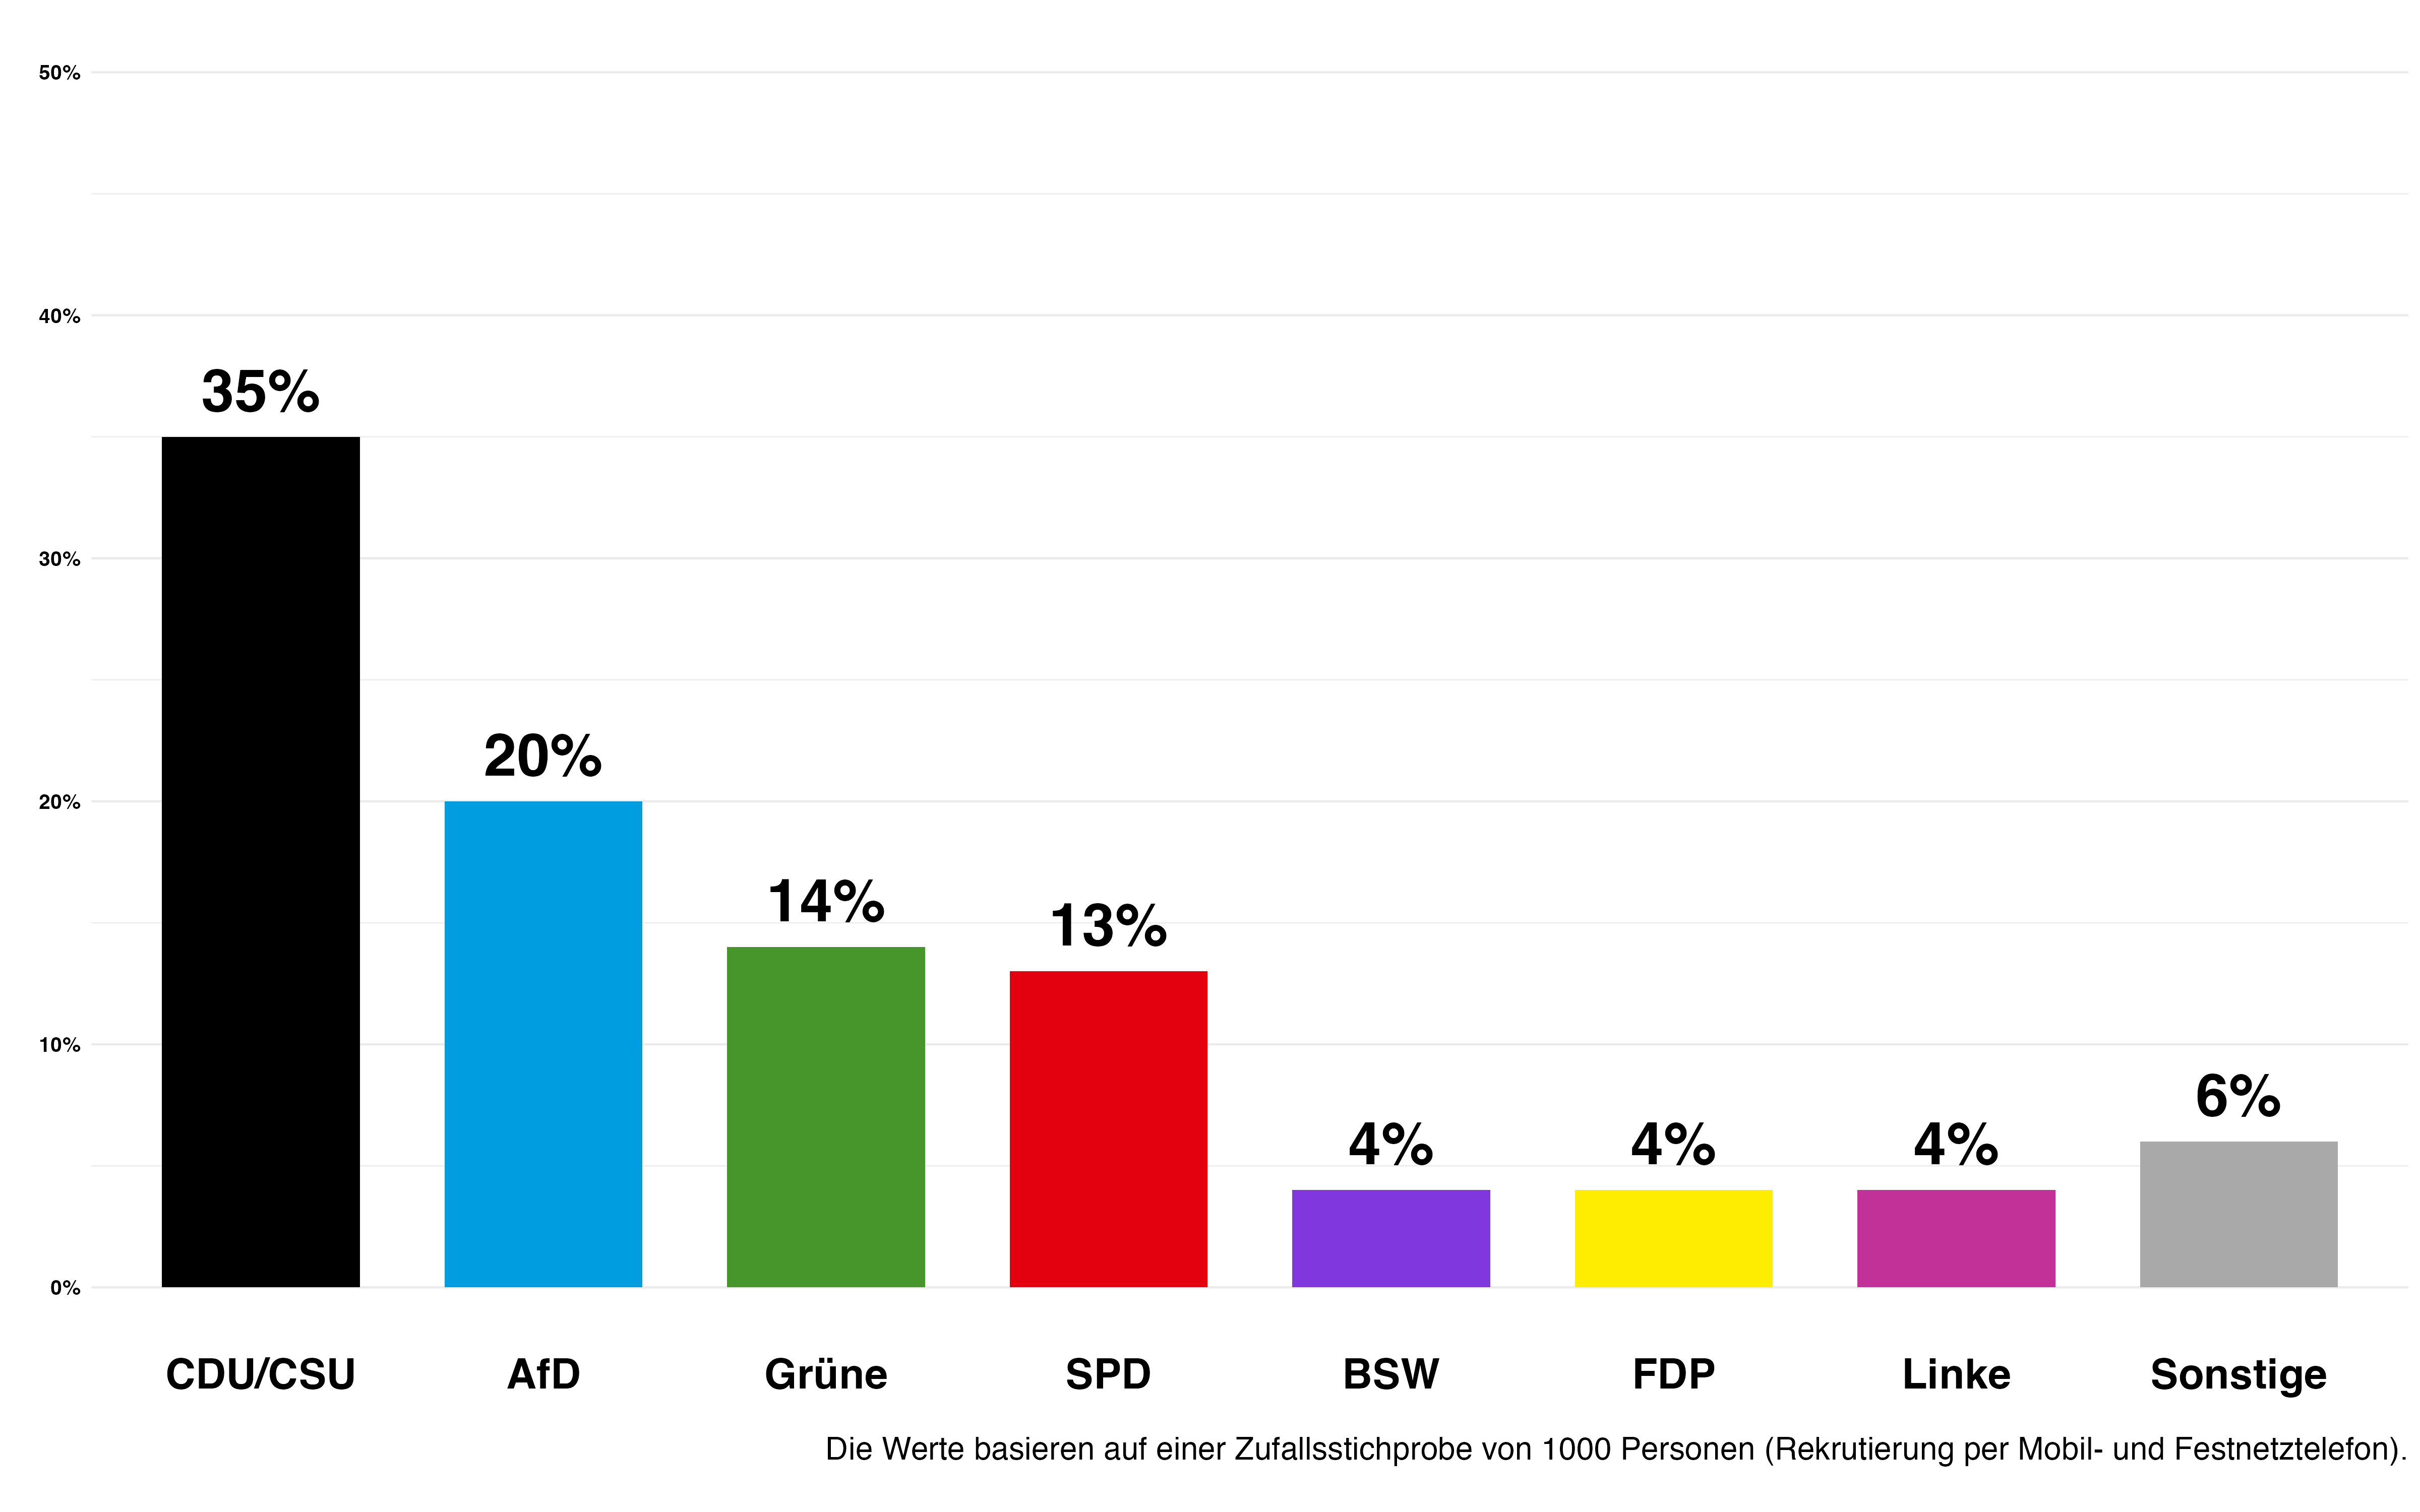 50%
40%
30%
20%
10%
0%
35%
20%
14%
13%
4%
4%
4%
6%
CDU/CSU
AfD
Grüne
SPD
BSW
FDP
Linke
Sonstige
Die Werte basieren auf einer Zufallsstichprobe von 1000 Personen (Rekrutierung per Mobil- und Festnetztelefon).